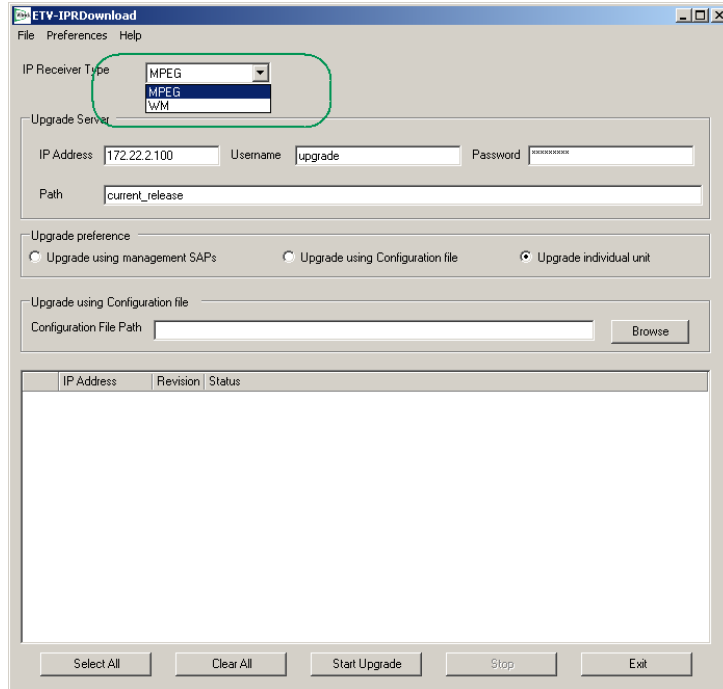 ETV-IPRDownload
File Preferences Help
IP Receiver Type MPEG
MPEG
WM
Upgrade Server
IP Address 172.22.2.100 Username upgrade Password *********
Path current_release
Upgrade preference
Upgrade using management SAPs Upgrade using Configuration file Upgrade individual unit
Upgrade using Configuration file
Configuration File Path Browse
IP Address Revision Status
Select All Clear All Start Upgrade Stop Exit